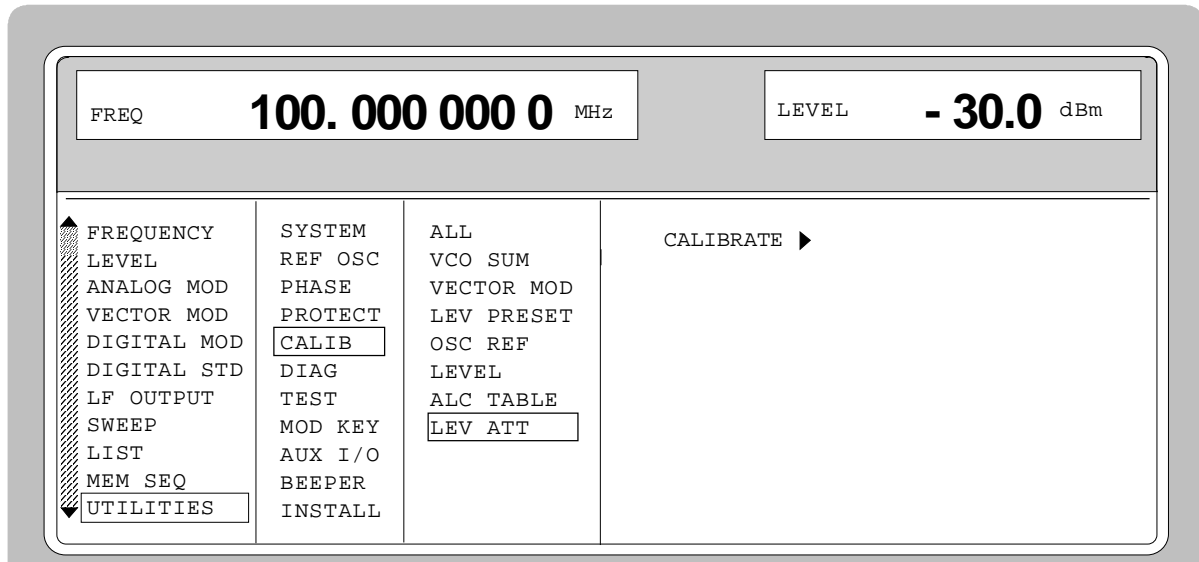 FREQ 100. 000 000 0 MHz
LEVEL - 30.0 dBm
FREQUENCY
LEVEL
ANALOG MOD
VECTOR MOD
DIGITAL MOD
DIGITAL STD
LF OUTPUT
SWEEP
LIST
MEM SEQ
UTILITIES
SYSTEM
REF OSC
PHASE
PROTECT
CALIB
DIAG
TEST
MOD KEY
AUX I/O
BEEPER
INSTALL
ALL
VCO SUM
VECTOR MOD
LEV PRESET
OSC REF
LEVEL
ALC TABLE
LEV ATT
CALIBRATE